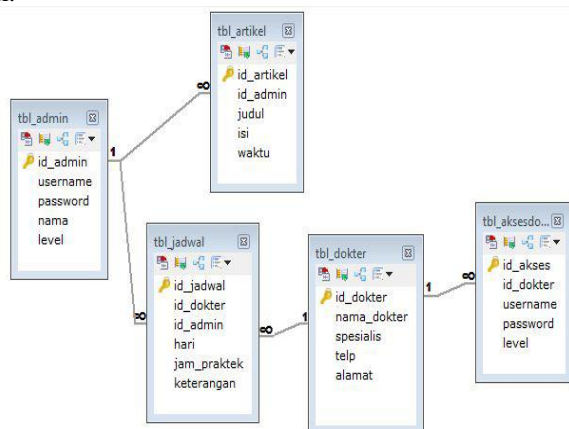 tbl_artikel
id_artikel
id_admin
judul
isi
waktu
tbl_admin
id_admin
username
password
nama
level
1
∞
∞
tbl_jadwal
id_jadwal
id_dokter
id_admin
hari
jam_praktek
keterangan
∞
1
tbl_dokter
id_dokter
nama_dokter
spesialis
telp
alamat
1
∞
tbl_aksesdo...
id_akses
id_dokter
username
password
level